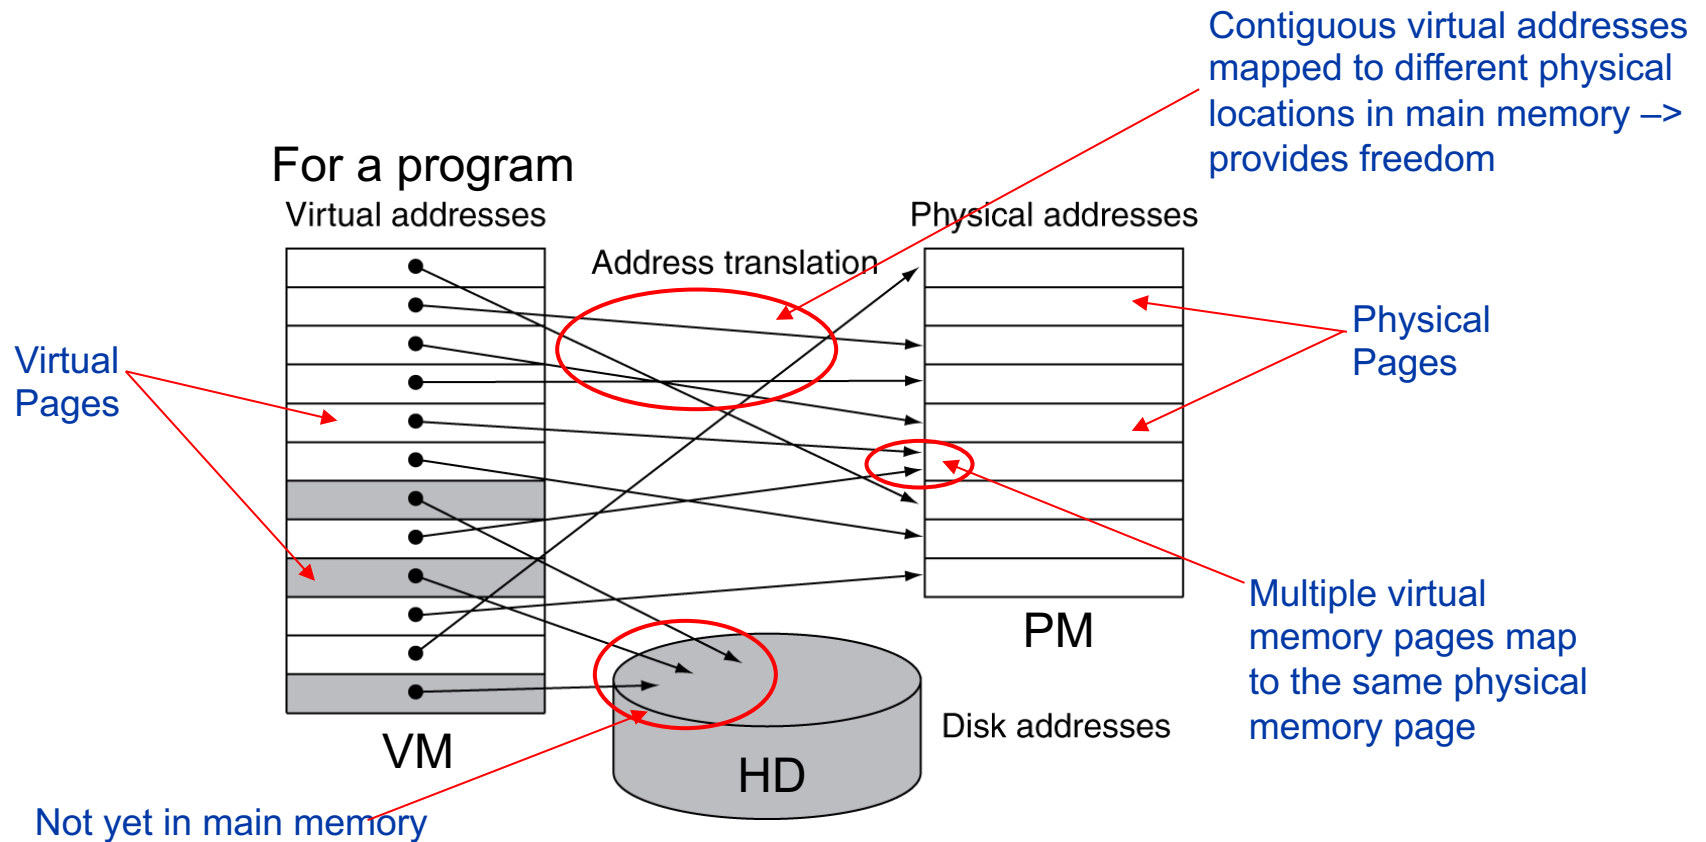 Contiguous virtual addresses
mapped to different physical
locations in main memory –>
provides freedom
For a program
Virtual addresses
Physical addresses
Address translation
Physical
Pages
Virtual
Pages
Multiple virtual
memory pages map
to the same physical
memory page
PM
Disk addresses
VM
HD
Not yet in main memory